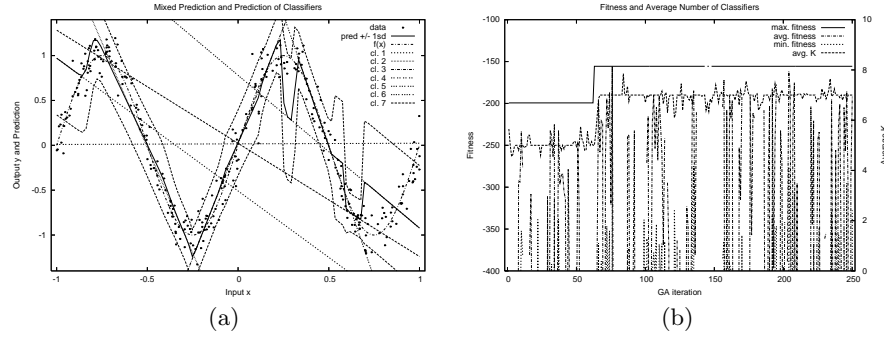 Mixed Prediction and Prediction of Classifiers
data
pred +/- 1sd
f(x)
cl. 1
cl. 2
cl. 3
cl. 4
cl. 5
cl. 6
cl. 7
Output y and Prediction
1
0.5
0
-0.5
-1
-1
-0.5
0
0.5
1
Input x
(a)
Fitness and Average Number of Classifiers
max. fitness
avg. fitness
min. fitness
avg. K
Fitness
-100
-150
-200
-250
-300
-350
-400
0
50
100
150
200
250
GA iteration
10
8
6
4
2
0
Average K
(b)